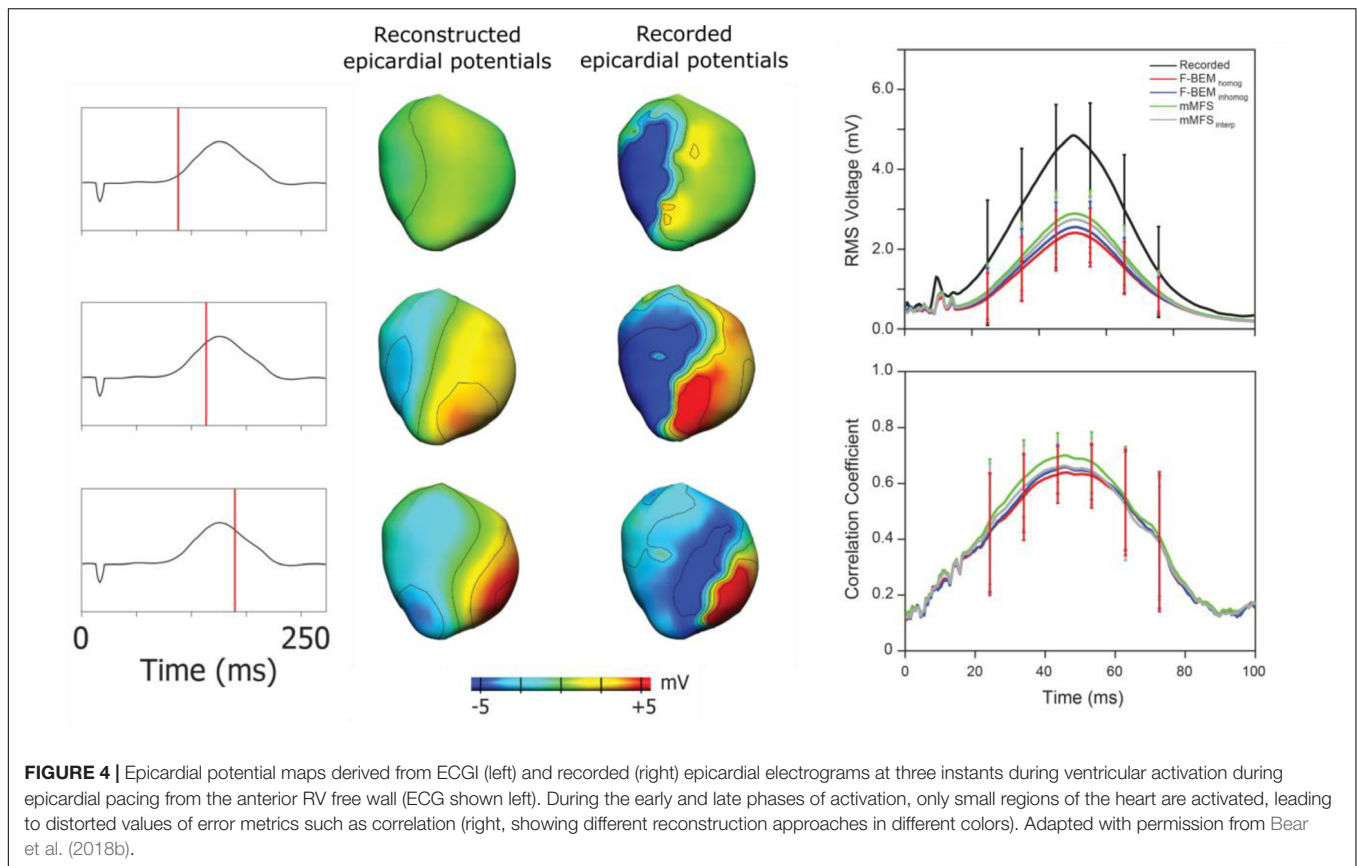 Reconstructed
epicardial potentials
Recorded
epicardial potentials
0
250
Time (ms)
mV
-5
+5
6.0
4.0
2.0
0.0
RMS Voltage (mV)
Recorded
F-BEM homog
F-BEM inhomog
mMFS
mMFS interp
1.0
0.8
0.6
0.4
0.2
0
Correlation Coefficient
0
20
40
60
80
100
Time (ms)
FIGURE 4 | Epicardial potential maps derived from ECGI (left) and recorded (right) epicardial electrograms at three instants during ventricular activation during
epicardial pacing from the anterior RV free wall (ECG shown left). During the early and late phases of activation, only small regions of the heart are activated, leading
to distorted values of error metrics such as correlation (right, showing different reconstruction approaches in different colors). Adapted with permission from Bear
et al. (2018b).